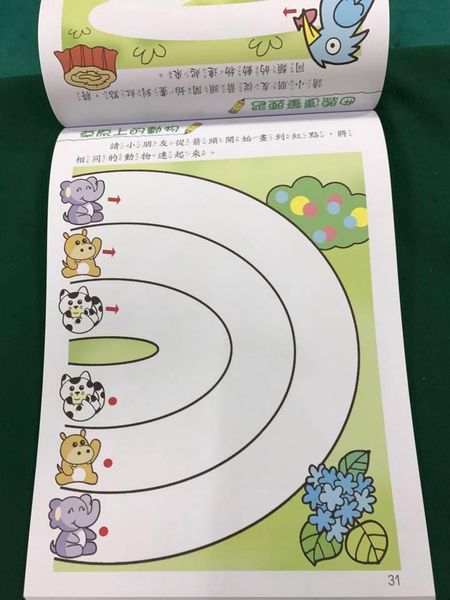 請小朋友從箭頭開始畫到紅點，將
同類的動物連起來。
草原上的動物
請小朋友從箭頭開始畫到紅點，將
相同的動物連起來。
31